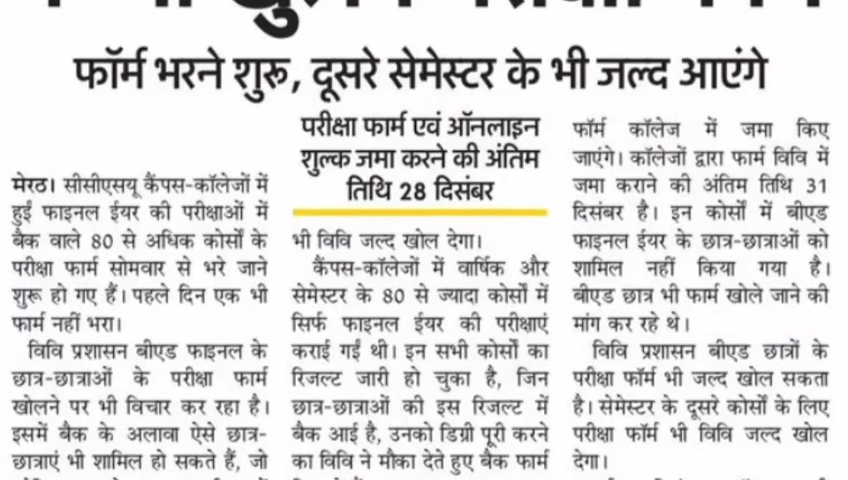 फॉर्म भरने शुरू, दूसरे सेमेस्टर के भी जल्द आएंगे
मेरठ। सीसीएसयू कैंपस-कॉलेजों में
हुई फाइनल ईयर की परीक्षाओं में
बैक वाले 80 से अधिक कोर्सों के
परीक्षा फार्म सोमवार से भरे जाने
शुरू हो गए हैं। पहले दिन एक भी
फार्म नहीं भरा।
विवि प्रशासन बीएड फाइनल के
छात्र-छात्राओं के परीक्षा फार्म
खोलने पर भी विचार कर रहा है।
इसमें बैक के अलावा ऐसे छात्र-
छात्राएं भी शामिल हो सकते हैं, जो
परीक्षा फार्म एवं ऑनलाइन
शुल्क जमा करने की अंतिम
तिथि 28 दिसंबर
भी विवि जल्द खोल देगा।
कैंपस-कॉलेजों में वार्षिक और
सेमेस्टर के 80 से ज्यादा कोर्सों में
सिर्फ फाइनल ईयर की परीक्षाएं
कराई गईं थी। इन सभी कोर्सों का
रिजल्ट जारी हो चुका है, जिन
छात्र-छात्राओं की इस रिजल्ट में
बैक आई है, उनको डिग्री पूरी करने
का विवि ने मौका देते हुए बैक फार्म
फॉर्म कॉलेज में जमा किए
जाएंगे। कॉलेजों द्वारा फार्म विवि में
जमा कराने की अंतिम तिथि 31
दिसंबर है। इन कोर्सों में बीएड
फाइनल ईयर के छात्र-छात्राओं को
शामिल नहीं किया गया है।
बीएड छात्र भी फार्म खोले जाने की
मांग कर रहे थे।
विवि प्रशासन बीएड छात्रों के
परीक्षा फॉर्म भी जल्द खोल सकता
है। सेमेस्टर के दूसरे कोर्सों के लिए
परीक्षा फॉर्म भी विवि जल्द खोल
देगा।